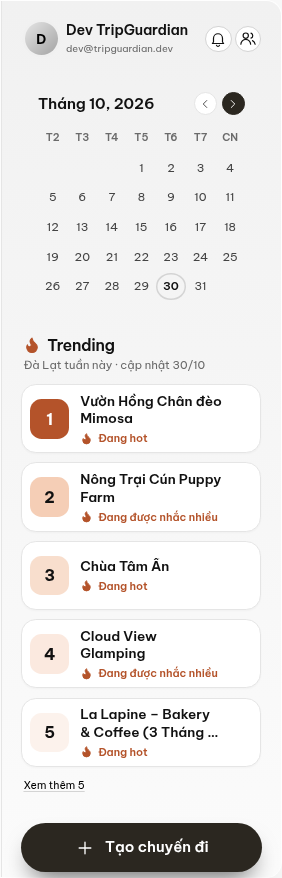 D
Dev TripGuardian
dev@tripguardian.dev
Tháng 10, 2026
T2 T3 T4 T5 T6 T7 CN
1 2 3 4
5 6 7 8 9 10 11
12 13 14 15 16 17 18
19 20 21 22 23 24 25
26 27 28 29 30 31
Trending
Đà Lạt tuần này · cập nhật 30/10
1
Vườn Hồng Chân đèo
Mimosa
Đang hot
2
Nông Trại Cún Puppy
Farm
Đang được nhắc nhiều
3
Chùa Tâm Ấn
Đang hot
4
Cloud View
Glamping
Đang được nhắc nhiều
5
La Lapine – Bakery
& Coffee (3 Tháng ...
Đang hot
Xem thêm 5
+ Tạo chuyến đi